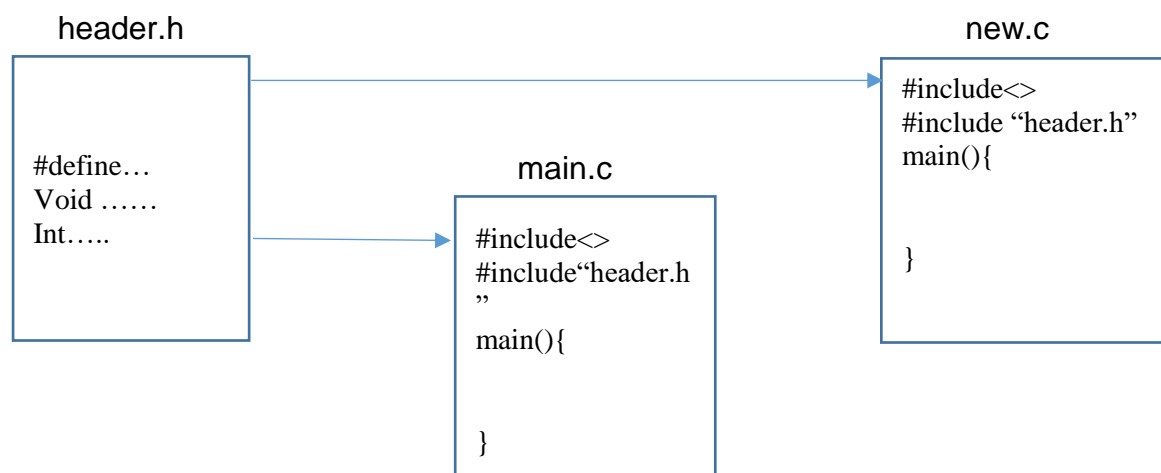 header.h
#define…
Void ……
Int…..
main.c
#include<>
#include“header.h
”
main(){
}
new.c
#include<>
#include “header.h”
main(){
}